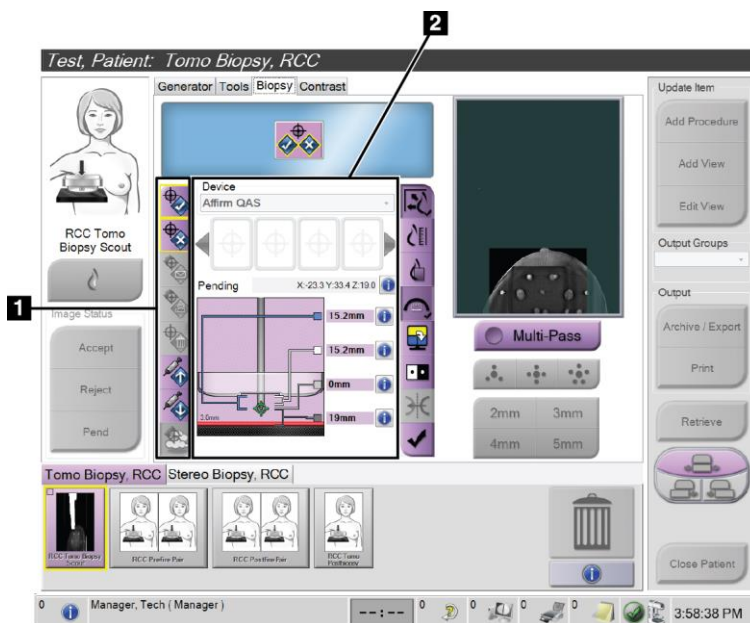 2
Test, Patient: Tomo Biopsy, RCC
Generator Tools Biopsy Contrast
Update Item
Add Procedure
Add View
Edit View
Device
Affirm QAS
RCC Tomo
Biopsy Scout
Output Groups
Pending X:-23.3 Y:33.4 Z:19.0
1
Image Status
15.2mm
Output
Accept
15.2mm
Multi-Pass
Archive / Export
Reject
0mm
Print
Pend
2.0mm
19mm
2mm 3mm
4mm 5mm
Retrieve
Tomo Biopsy, RCC Stereo Biopsy, RCC
RCC Tomo Biopsy
Scout
RCC Prefire Pair
RCC Postfire Pair
RCC Tomo
Postbiopsy
Close Patient
0 Manager, Tech ( Manager ) --:-- 0 0 0 0 3:58:38 PM